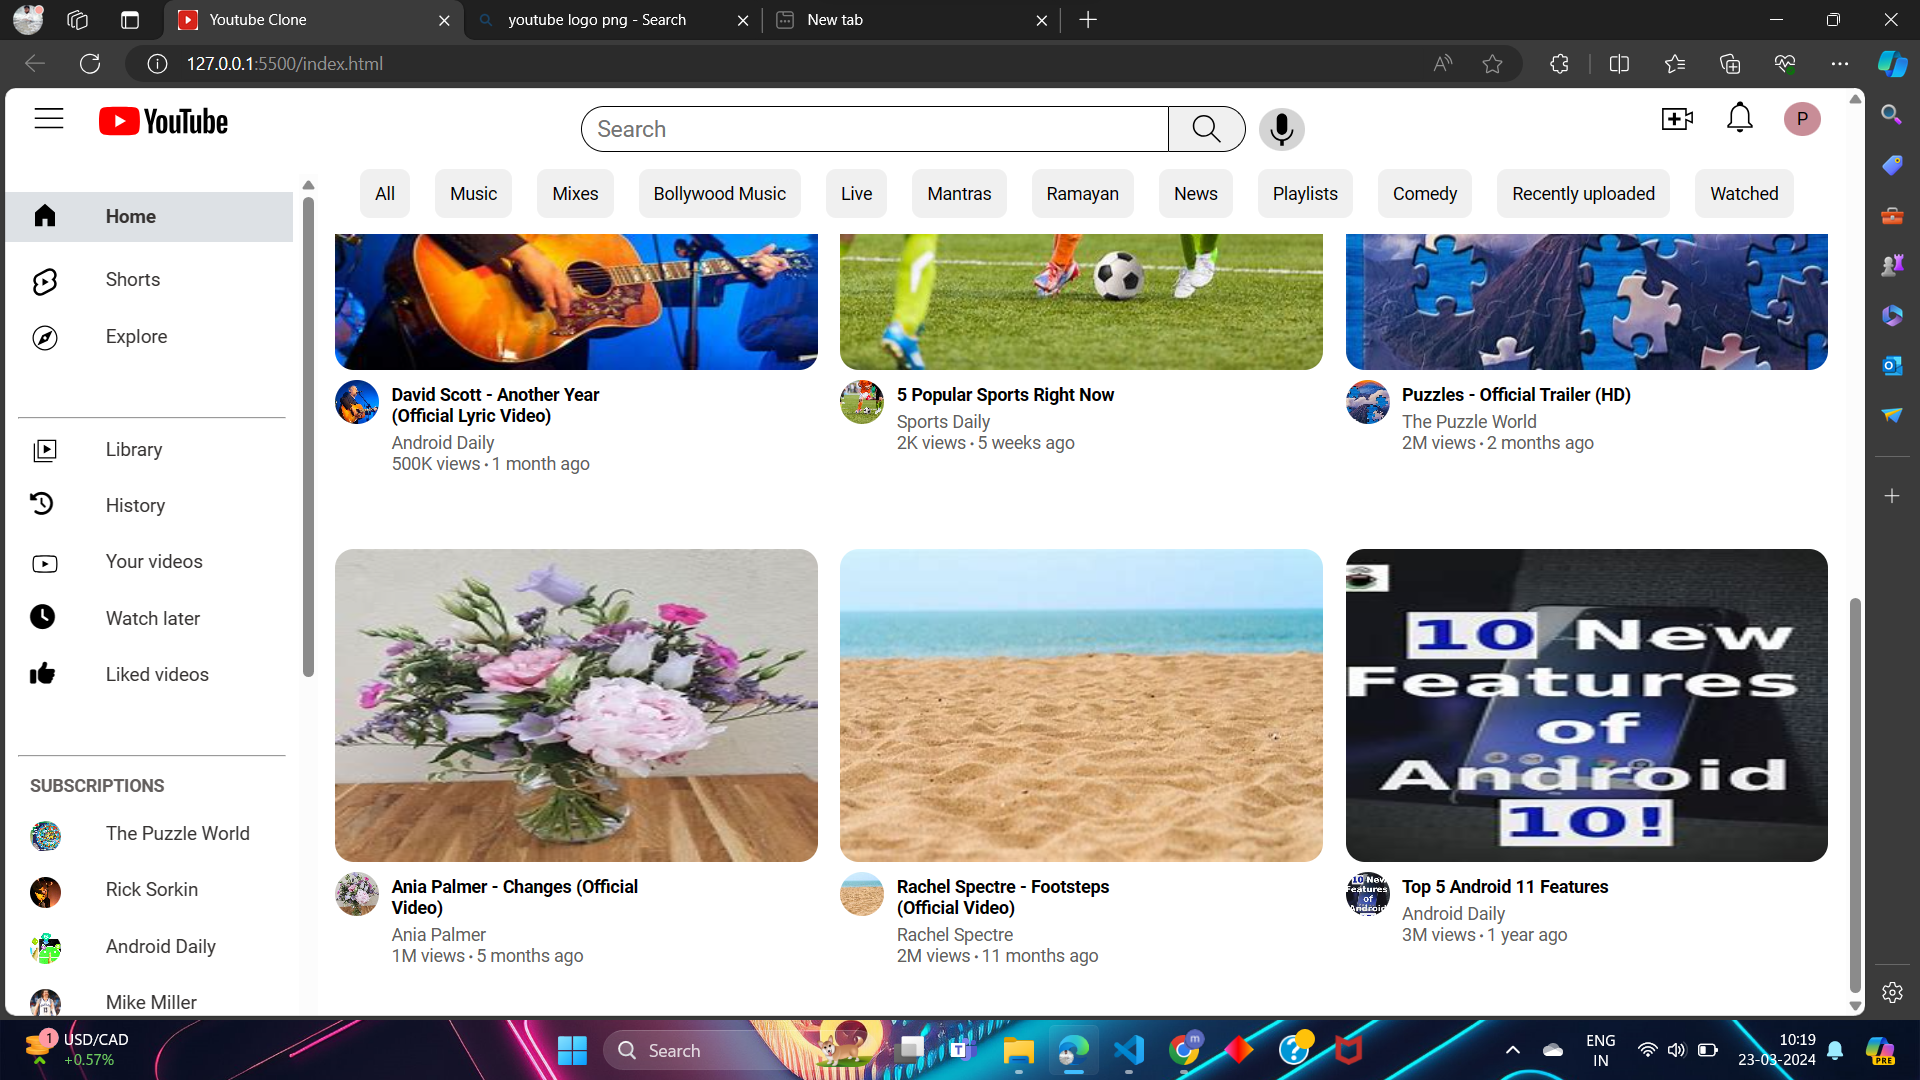 Youtube Clone
youtube logo png - Search
New tab
127.0.0.1:5500/index.html
YouTube
Search
P
All
Music
Mixes
Bollywood Music
Live
Mantras
Ramayan
News
Playlists
Comedy
Recently uploaded
Watched
Home
Shorts
Explore
Library
History
Your videos
Watch later
Liked videos
SUBSCRIPTIONS
The Puzzle World
Rick Sorkin
Android Daily
Mike Miller
David Scott - Another Year
(Official Lyric Video)
Android Daily
500K views • 1 month ago
5 Popular Sports Right Now
Sports Daily
2K views • 5 weeks ago
Puzzles - Official Trailer (HD)
The Puzzle World
2M views • 2 months ago
10 New
Features
of
Android
10!
Ania Palmer - Changes (Official
Video)
Ania Palmer
1M views • 5 months ago
Rachel Spectre - Footsteps
(Official Video)
Rachel Spectre
2M views • 11 months ago
10 New
Features
of
Android
Top 5 Android 11 Features
Android Daily
3M views • 1 year ago
1
USD/CAD
+0.57%
Search
T
m
ENG
IN
10:19
23-03-2024
PRE